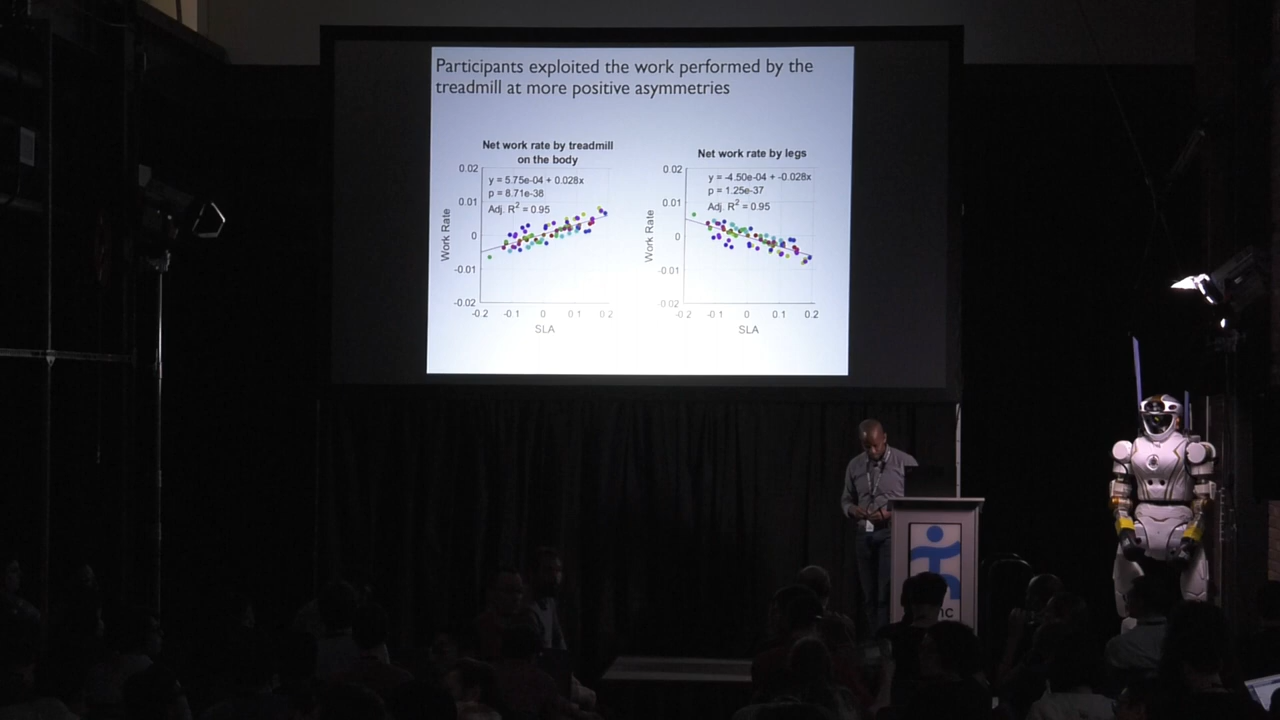 Participants exploited the work performed by the
treadmill at more positive asymmetries
Net work rate by treadmill
on the body
0.02
0.01
0
-0.01
-0.02
Work Rate
y = 5.75e-04 + 0.028x
p = 8.71e-38
Adj. R² = 0.95
-0.2 -0.1 0 0.1 0.2
SLA
Net work rate by legs
0.02
0.01
0
-0.01
-0.02
Work Rate
y = -4.50e-04 + -0.028x
p = 1.25e-37
Adj. R² = 0.95
-0.2 -0.1 0 0.1 0.2
SLA